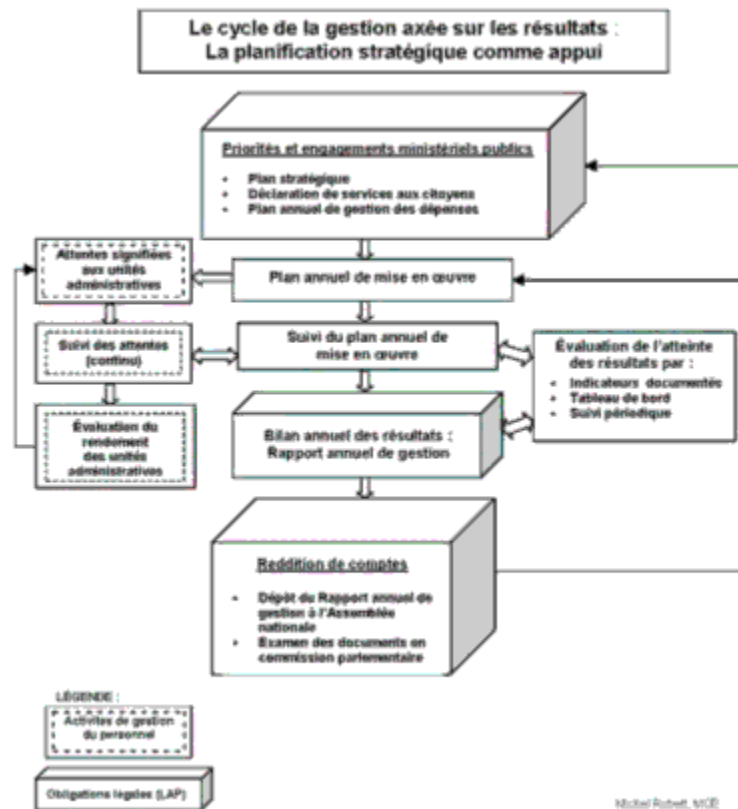 Le cycle de la gestion axée sur les résultats :
La planification stratégique comme appui
Priorités et engagements ministériels publics
Plan stratégique
Déclaration de services aux citoyens
Plan annuel de gestion des dépenses
Attentes signifiées
aux unités
administratives
Plan annuel de mise en œuvre
Suivi des attentes
(continu)
Suivi du plan annuel de
mise en œuvre
Évaluation de l'atteinte
des résultats par :
Indicateurs documentés
Tableau de bord
Suivi périodique
Évaluation du
rendement
des unités
administratives
Bilan annuel des résultats :
Rapport annuel de gestion
Reddition de comptes
Dépôt du Rapport annuel de
gestion à l'Assemblée
nationale
Examen des documents en
commission parlementaire
LÉGENDE :
Activités de gestion
du personnel
Obligations légales (LAP)